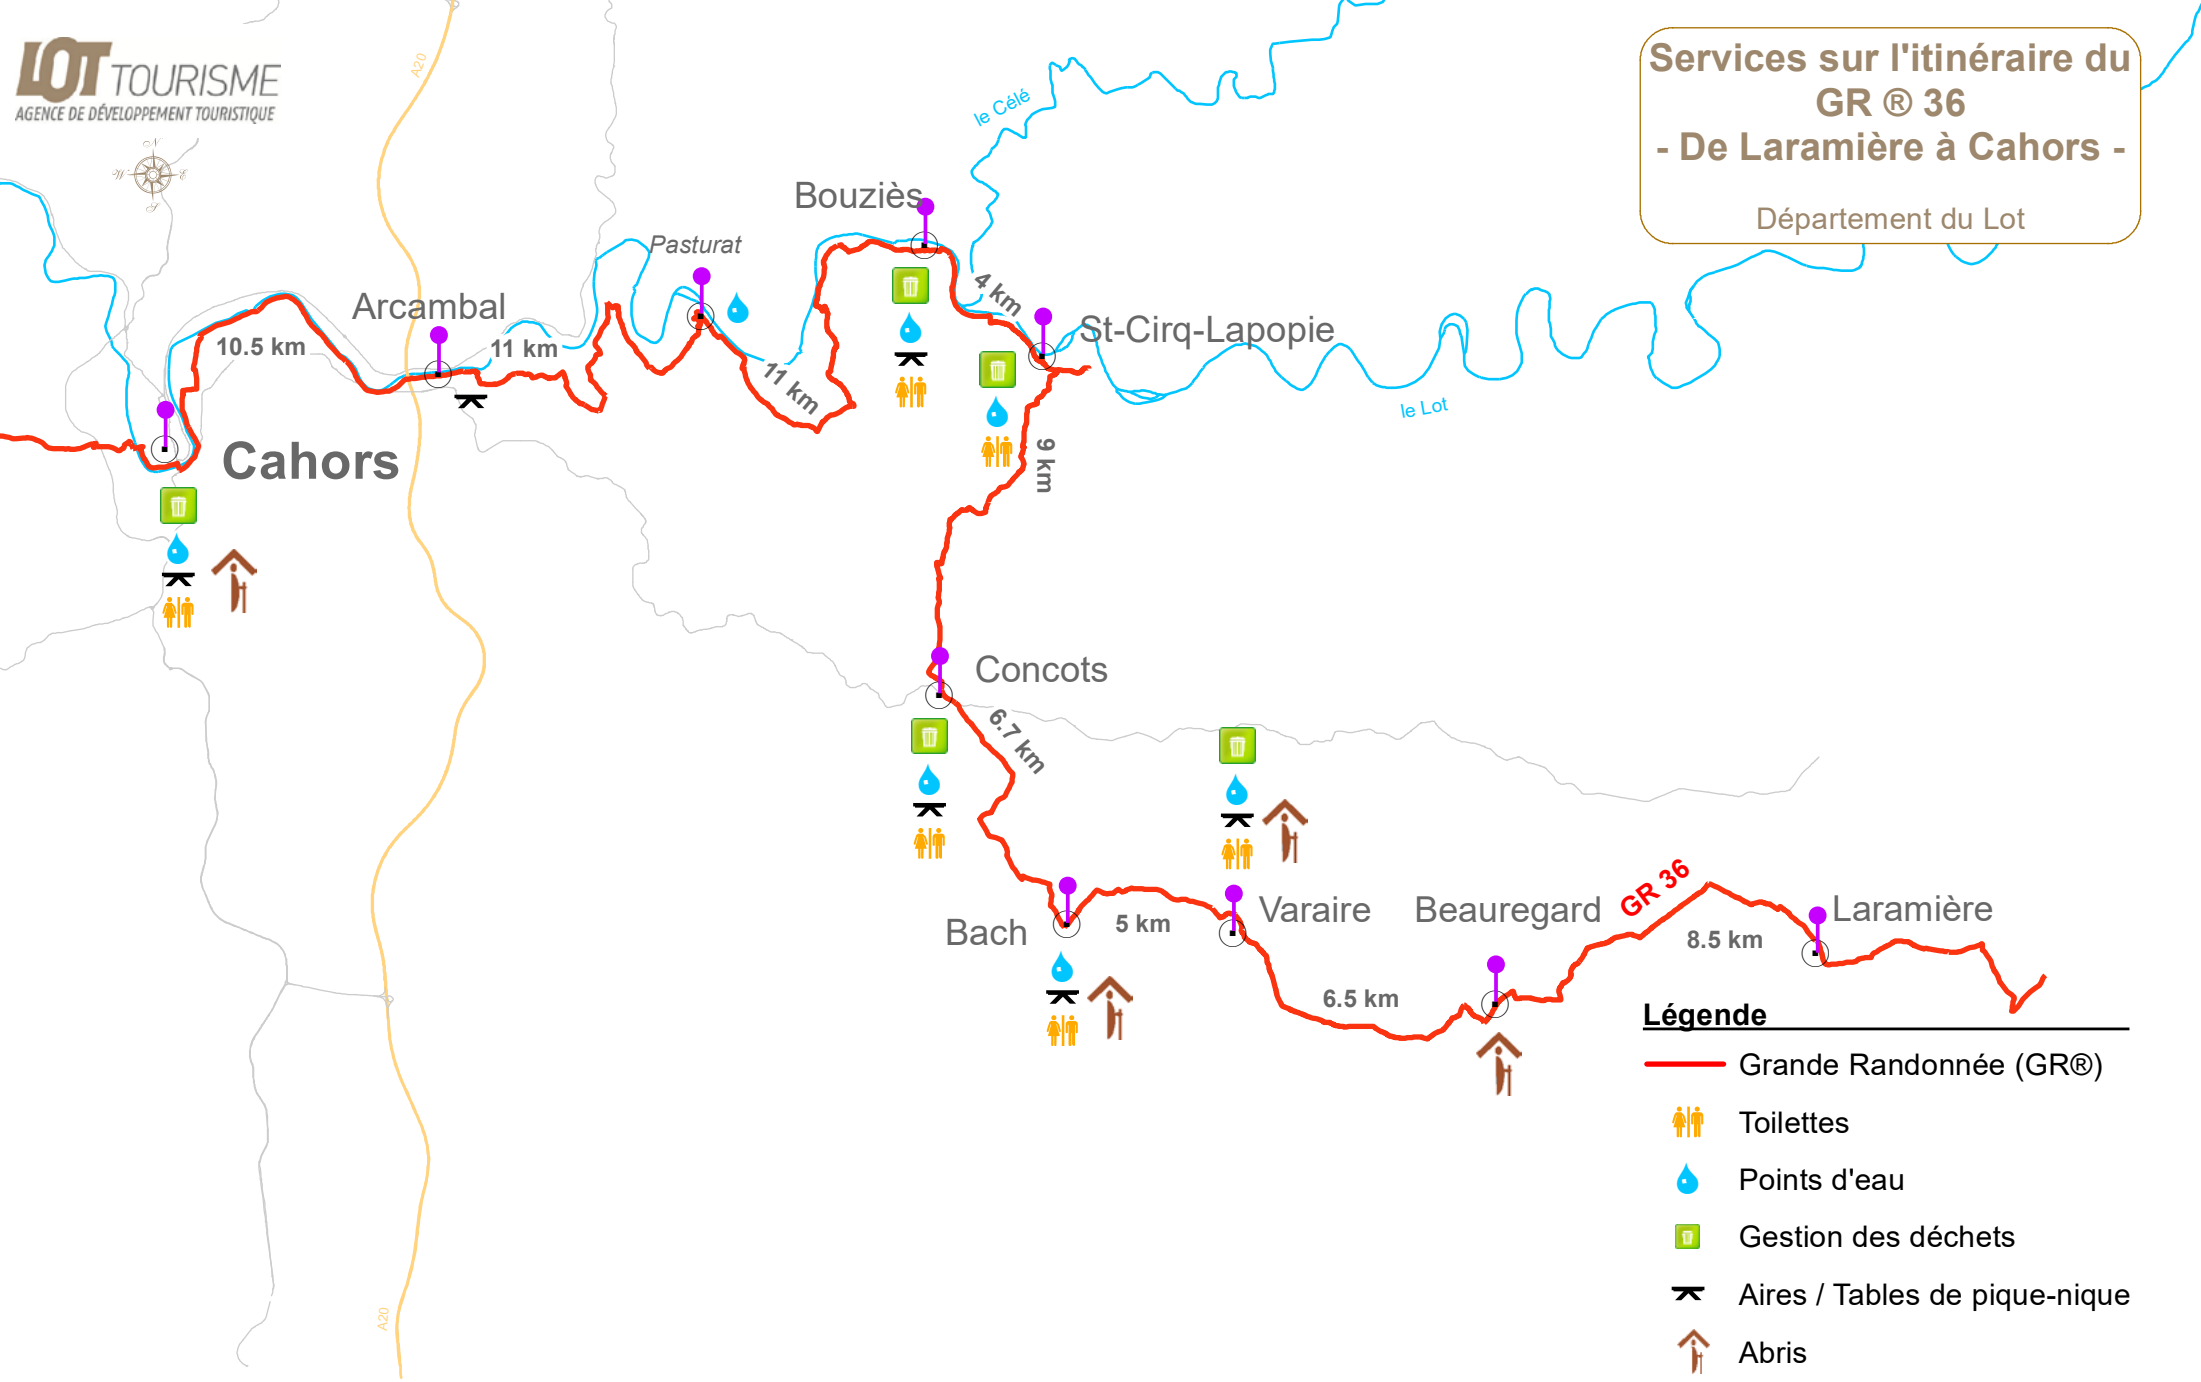 LOT TOURISME
AGENCE DE DÉVELOPPEMENT TOURISTIQUE
N
W
E
S
Services sur l'itinéraire du
GR ® 36
- De Laramière à Cahors -
Département du Lot
A20
le Célé
Bouziès
Pasturat
4 km
Arcambal
St-Cirq-Lapopie
10.5 km
11 km
11 km
le Lot
Cahors
9 km
Concots
6.7 km
GR 36
Bach
5 km
Varaire
Beauregard
Laramière
8.5 km
6.5 km
A20
Légende
Grande Randonnée (GR®)
Toilettes
Points d'eau
Gestion des déchets
Aires / Tables de pique-nique
Abris